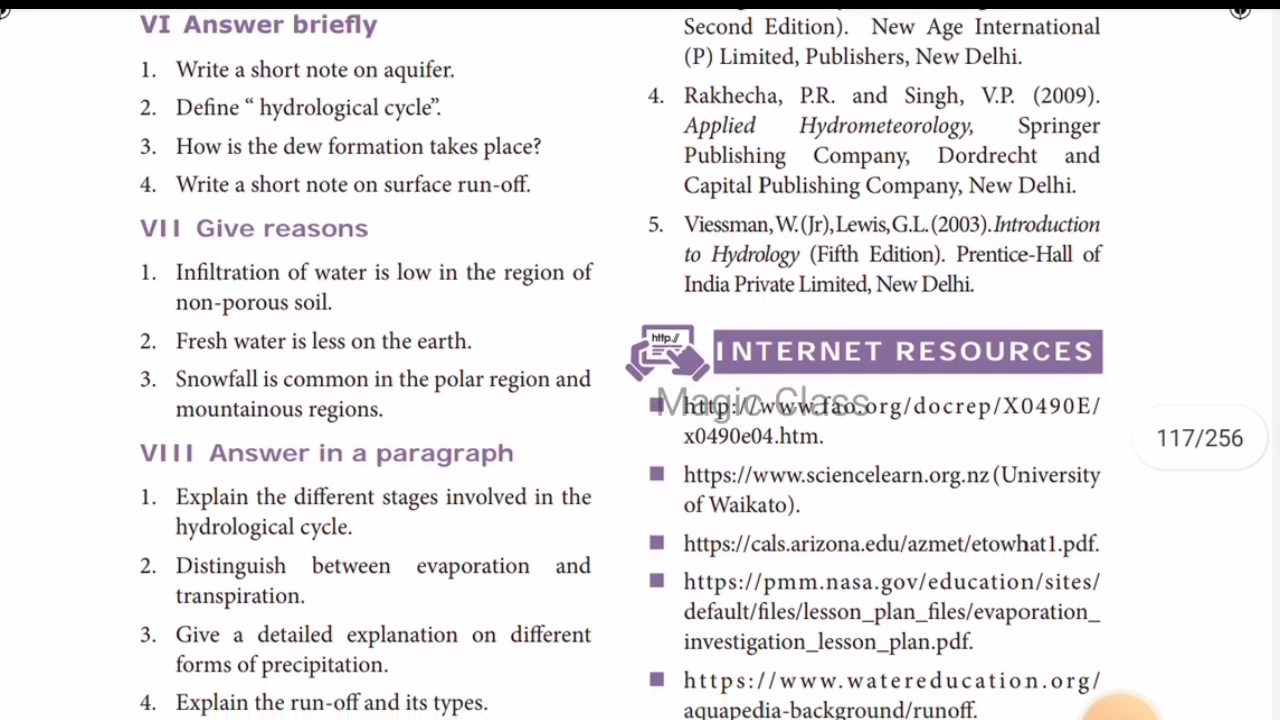 VI Answer briefly
1. Write a short note on aquifer.
2. Define “ hydrological cycle”.
3. How is the dew formation takes place?
4. Write a short note on surface run-off.
VII Give reasons
1. Infiltration of water is low in the region of
non-porous soil.
2. Fresh water is less on the earth.
3. Snowfall is common in the polar region and
mountainous regions.
VIII Answer in a paragraph
1. Explain the different stages involved in the
hydrological cycle.
2. Distinguish between evaporation and
transpiration.
3. Give a detailed explanation on different
forms of precipitation.
4. Explain the run-off and its types.
Second Edition). New Age International
(P) Limited, Publishers, New Delhi.
4. Rakhecha, P.R. and Singh, V.P. (2009).
Applied Hydrometeorology, Springer
Publishing Company, Dordrecht and
Capital Publishing Company, New Delhi.
5. Viessman, W. (Jr), Lewis, G.L. (2003). Introduction
to Hydrology (Fifth Edition). Prentice-Hall of
India Private Limited, New Delhi.
http://
INTERNET RESOURCES
Magic Class
http://www.fao.org/docrep/X0490E/
x0490e04.htm.
https://www.sciencelearn.org.nz (University
of Waikato).
https://cals.arizona.edu/azmet/etowhat1.pdf.
https://pmm.nasa.gov/education/sites/
default/files/lesson_plan_files/evaporation_
investigation_lesson_plan.pdf.
https://www.watereducation.org/
aquapedia-background/runoff.
117/256